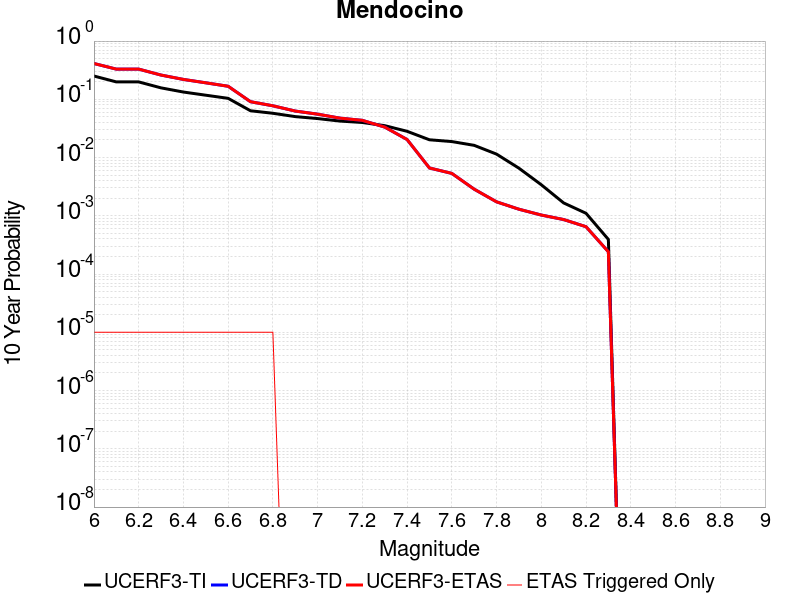 Mendocino
10 Year Probability
10^0
10^-1
10^-2
10^-3
10^-4
10^-5
10^-6
10^-7
10^-8
6 6.2 6.4 6.6 6.8 7 7.2 7.4 7.6 7.8 8 8.2 8.4 8.6 8.8 9
Magnitude
UCERF3-TI UCERF3-TD UCERF3-ETAS ETAS Triggered Only